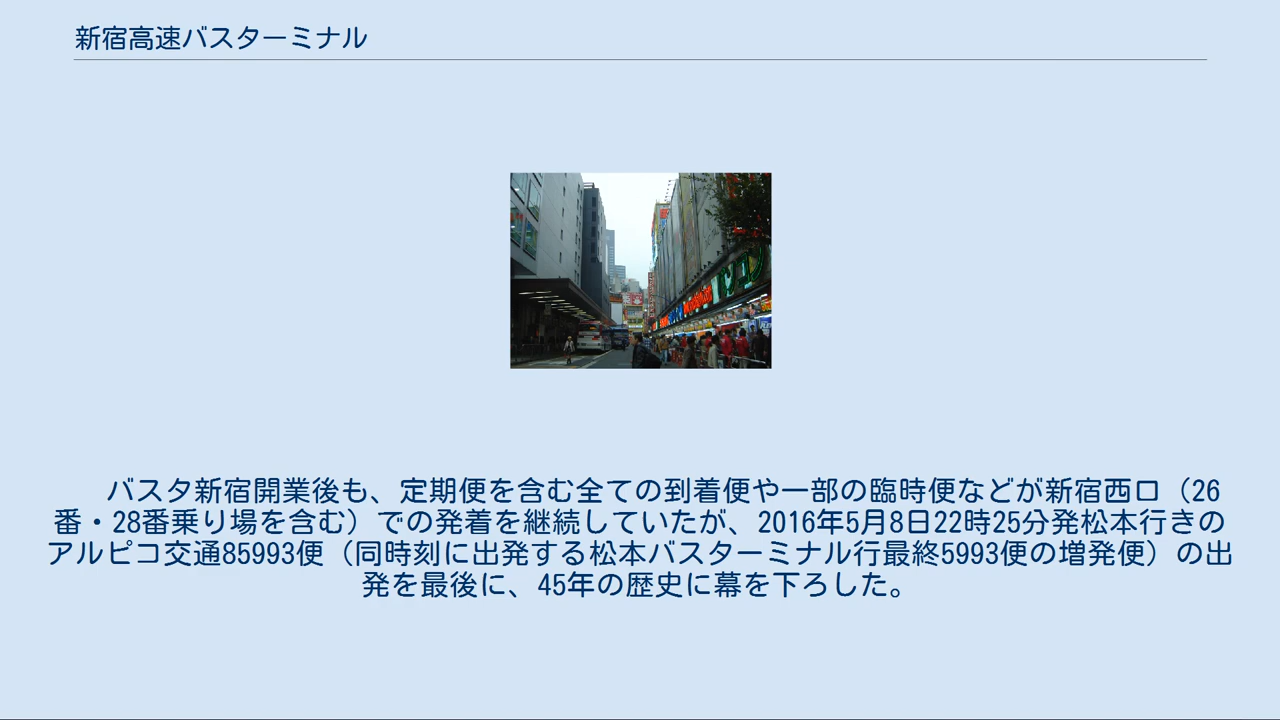 新宿高速バスターミナル
バスタ新宿開業後も、定期便を含む全ての到着便や一部の臨時便などが新宿西口（26
番・28番乗り場を含む）での発着を継続していたが、2016年5月8日22時25分発松本行きの
アルピコ交通85993便（同時刻に出発する松本バスターミナル行最終5993便の増発便）の出
発を最後に、45年の歴史に幕を下ろした。